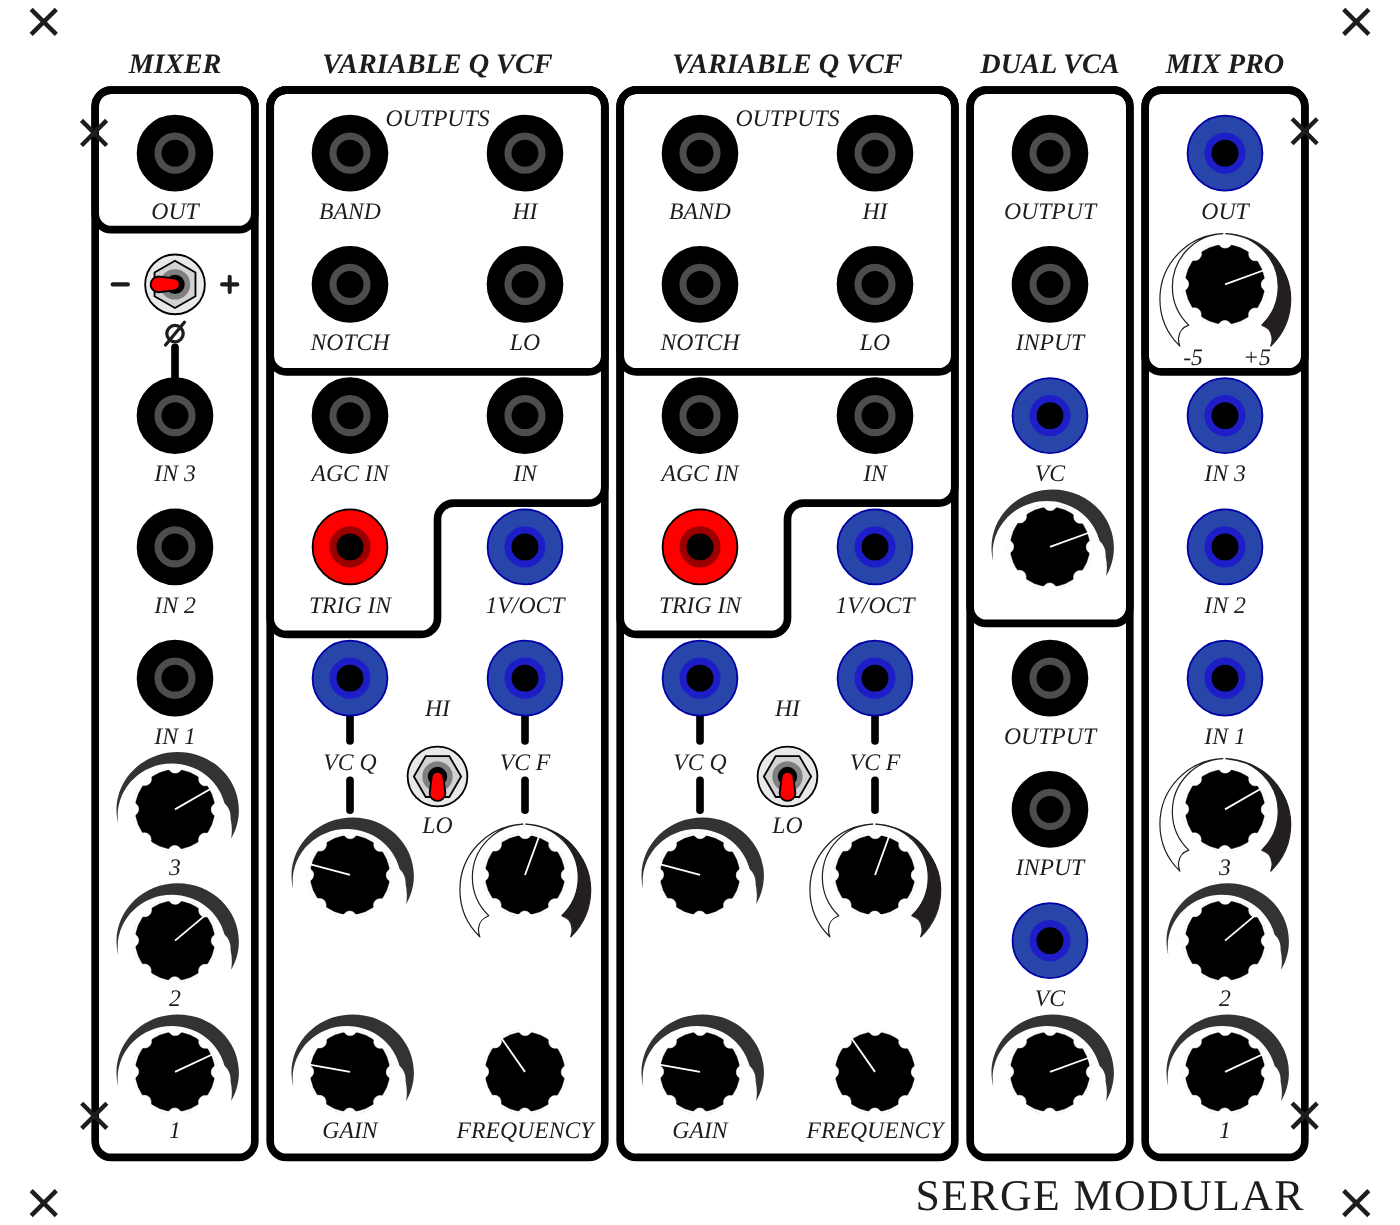 MIXER VARIABLE Q VCF VARIABLE Q VCF DUAL VCA MIX PRO
OUTPUTS OUTPUTS
OUT BAND HI BAND HI OUTPUT OUT
− +
Ø
NOTCH LO NOTCH LO INPUT
-5 +5
IN 3 AGC IN IN AGC IN IN VC IN 3
IN 2 TRIG IN 1V/OCT TRIG IN 1V/OCT IN 2
HI HI
IN 1 OUTPUT IN 1
VC Q VC F VC Q VC F
LO LO
3 INPUT 3
2 VC 2
1 GAIN FREQUENCY GAIN FREQUENCY 1
SERGE MODULAR